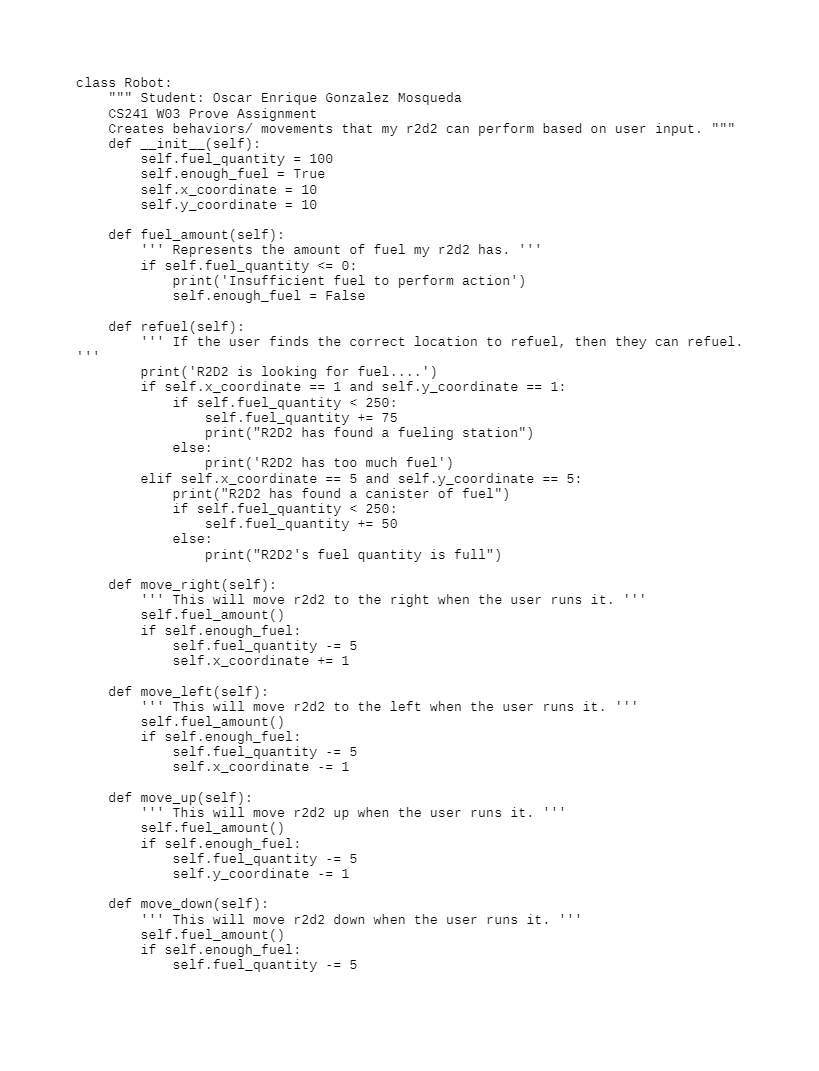 class Robot:
    """ Student: Oscar Enrique Gonzalez Mosqueda
    CS241 W03 Prove Assignment
    Creates behaviors/ movements that my r2d2 can perform based on user input. """
    def __init__(self):
        self.fuel_quantity = 100
        self.enough_fuel = True
        self.x_coordinate = 10
        self.y_coordinate = 10

    def fuel_amount(self):
        ''' Represents the amount of fuel my r2d2 has. '''
        if self.fuel_quantity <= 0:
            print('Insufficient fuel to perform action')
            self.enough_fuel = False

    def refuel(self):
        ''' If the user finds the correct location to refuel, then they can refuel.
'''
        print('R2D2 is looking for fuel....')
        if self.x_coordinate == 1 and self.y_coordinate == 1:
            if self.fuel_quantity < 250:
                self.fuel_quantity += 75
                print("R2D2 has found a fueling station")
            else:
                print('R2D2 has too much fuel')
        elif self.x_coordinate == 5 and self.y_coordinate == 5:
            print("R2D2 has found a canister of fuel")
            if self.fuel_quantity < 250:
                self.fuel_quantity += 50
            else:
                print("R2D2's fuel quantity is full")

    def move_right(self):
        ''' This will move r2d2 to the right when the user runs it. '''
        self.fuel_amount()
        if self.enough_fuel:
            self.fuel_quantity -= 5
            self.x_coordinate += 1

    def move_left(self):
        ''' This will move r2d2 to the left when the user runs it. '''
        self.fuel_amount()
        if self.enough_fuel:
            self.fuel_quantity -= 5
            self.x_coordinate -= 1

    def move_up(self):
        ''' This will move r2d2 up when the user runs it. '''
        self.fuel_amount()
        if self.enough_fuel:
            self.fuel_quantity -= 5
            self.y_coordinate -= 1

    def move_down(self):
        ''' This will move r2d2 down when the user runs it. '''
        self.fuel_amount()
        if self.enough_fuel:
            self.fuel_quantity -= 5